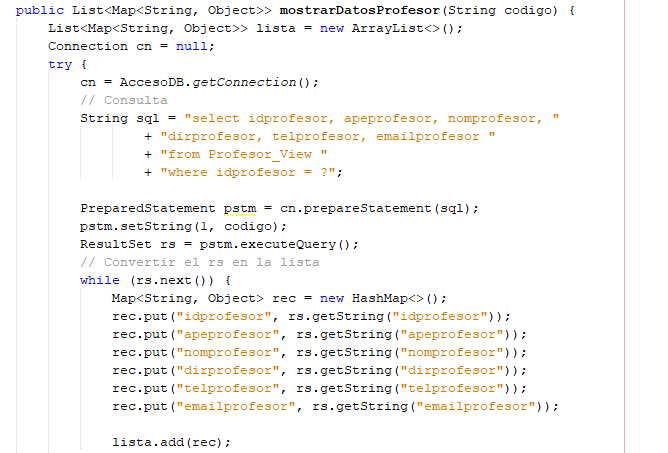 public List<Map<String, Object>> mostrarDatosProfesor(String codigo) {
List<Map<String, Object>> lista = new ArrayList<>();
Connection cn = null;
try {
cn = AccesoDB.getConnection();
// Consulta
String sql = "select idprofesor, apeprofesor, nomprofesor, "
+ "dirprofesor, telprofesor, emailprofesor "
+ "from Profesor_View "
+ "where idprofesor = ?";
PreparedStatement pstm = cn.prepareStatement(sql);
pstm.setString(1, codigo);
ResultSet rs = pstm.executeQuery();
// Convertir el rs en la lista
while (rs.next()) {
Map<String, Object> rec = new HashMap<>();
rec.put("idprofesor", rs.getString("idprofesor"));
rec.put("apeprofesor", rs.getString("apeprofesor"));
rec.put("nomprofesor", rs.getString("nomprofesor"));
rec.put("dirprofesor", rs.getString("dirprofesor"));
rec.put("telprofesor", rs.getString("telprofesor"));
rec.put("emailprofesor", rs.getString("emailprofesor"));
lista.add(rec);